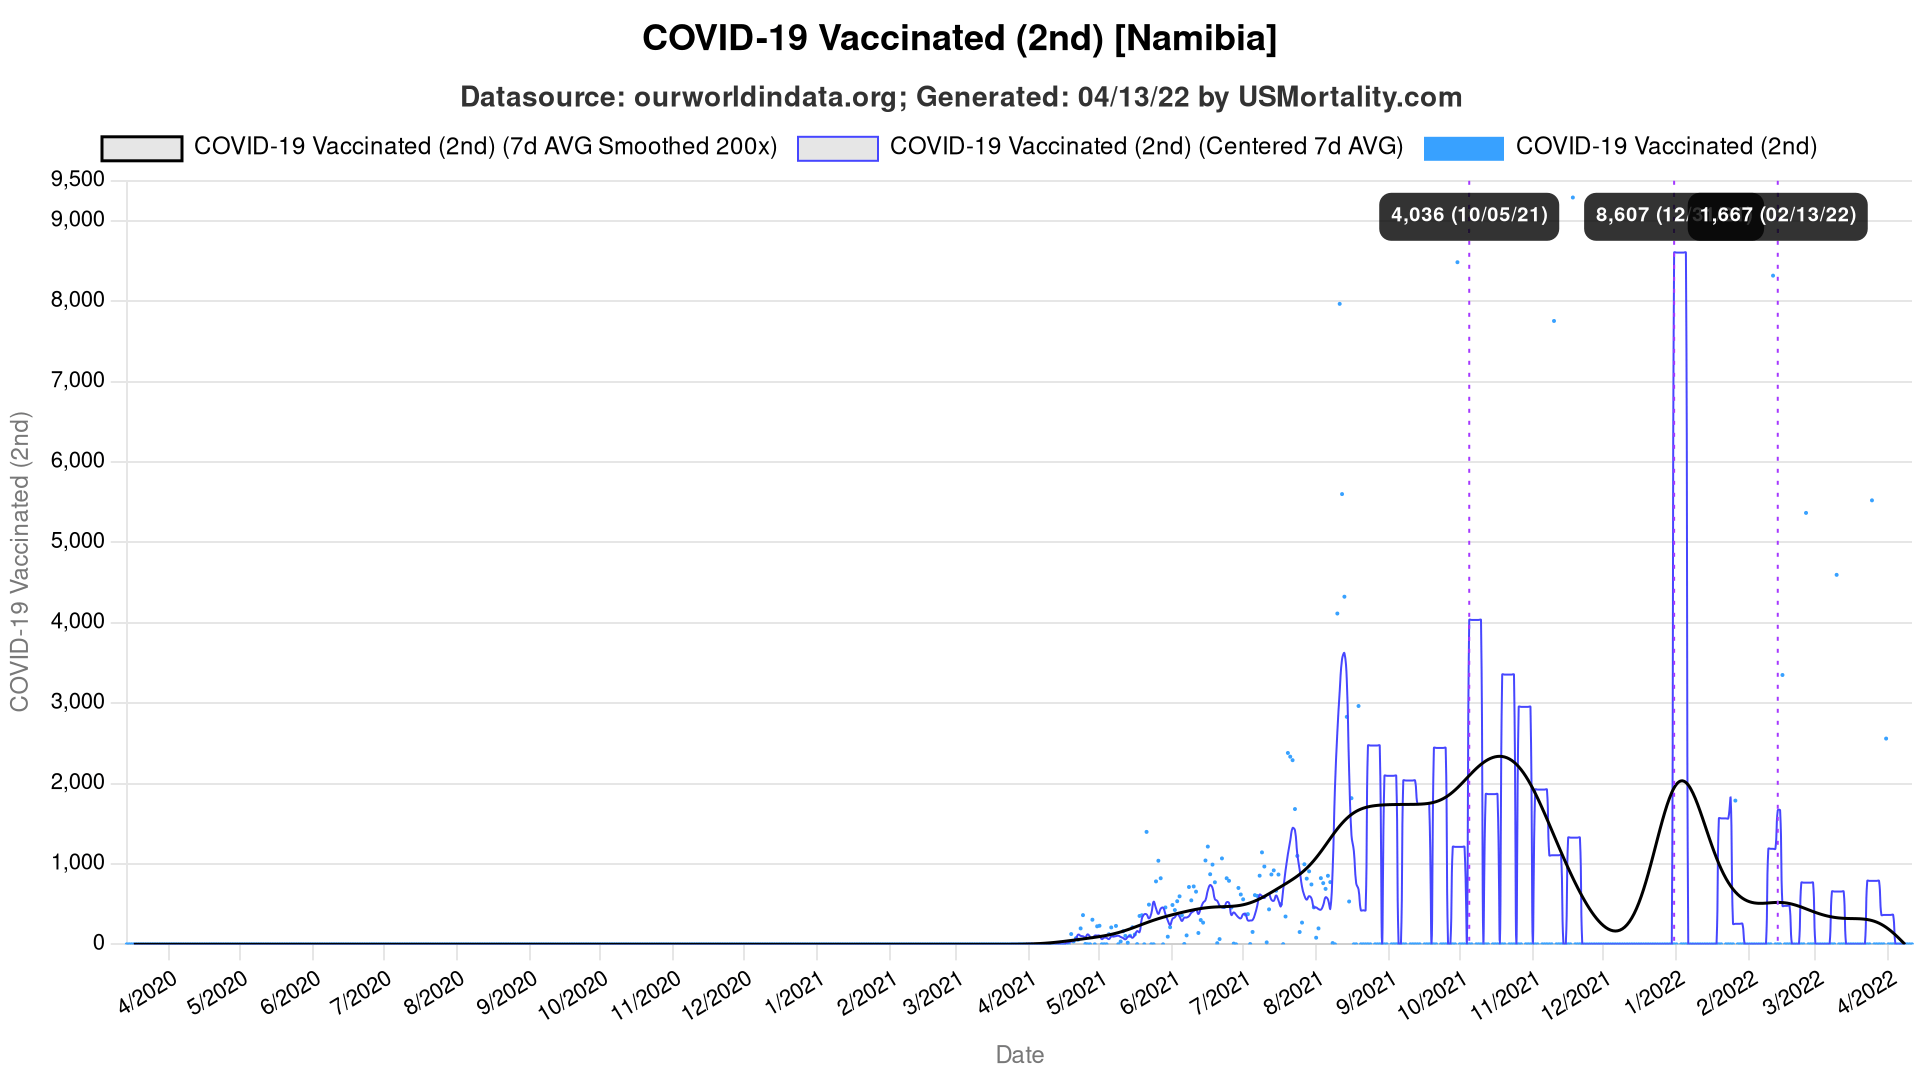 COVID-19 Vaccinated (2nd) [Namibia]
Datasource: ourworldindata.org; Generated: 04/13/22 by USMortality.com
COVID-19 Vaccinated (2nd) (7d AVG Smoothed 200x) COVID-19 Vaccinated (2nd) (Centered 7d AVG) COVID-19 Vaccinated (2nd)
9,500
9,000
8,000
7,000
6,000
5,000
4,000
3,000
2,000
1,000
0
COVID-19 Vaccinated (2nd)
4,036 (10/05/21) 8,607 (12/3 1,667 (02/13/22)
4/2020 5/2020 6/2020 7/2020 8/2020 9/2020 10/2020 11/2020 12/2020 1/2021 2/2021 3/2021 4/2021 5/2021 6/2021 7/2021 8/2021 9/2021 10/2021 11/2021 12/2021 1/2022 2/2022 3/2022 4/2022
Date